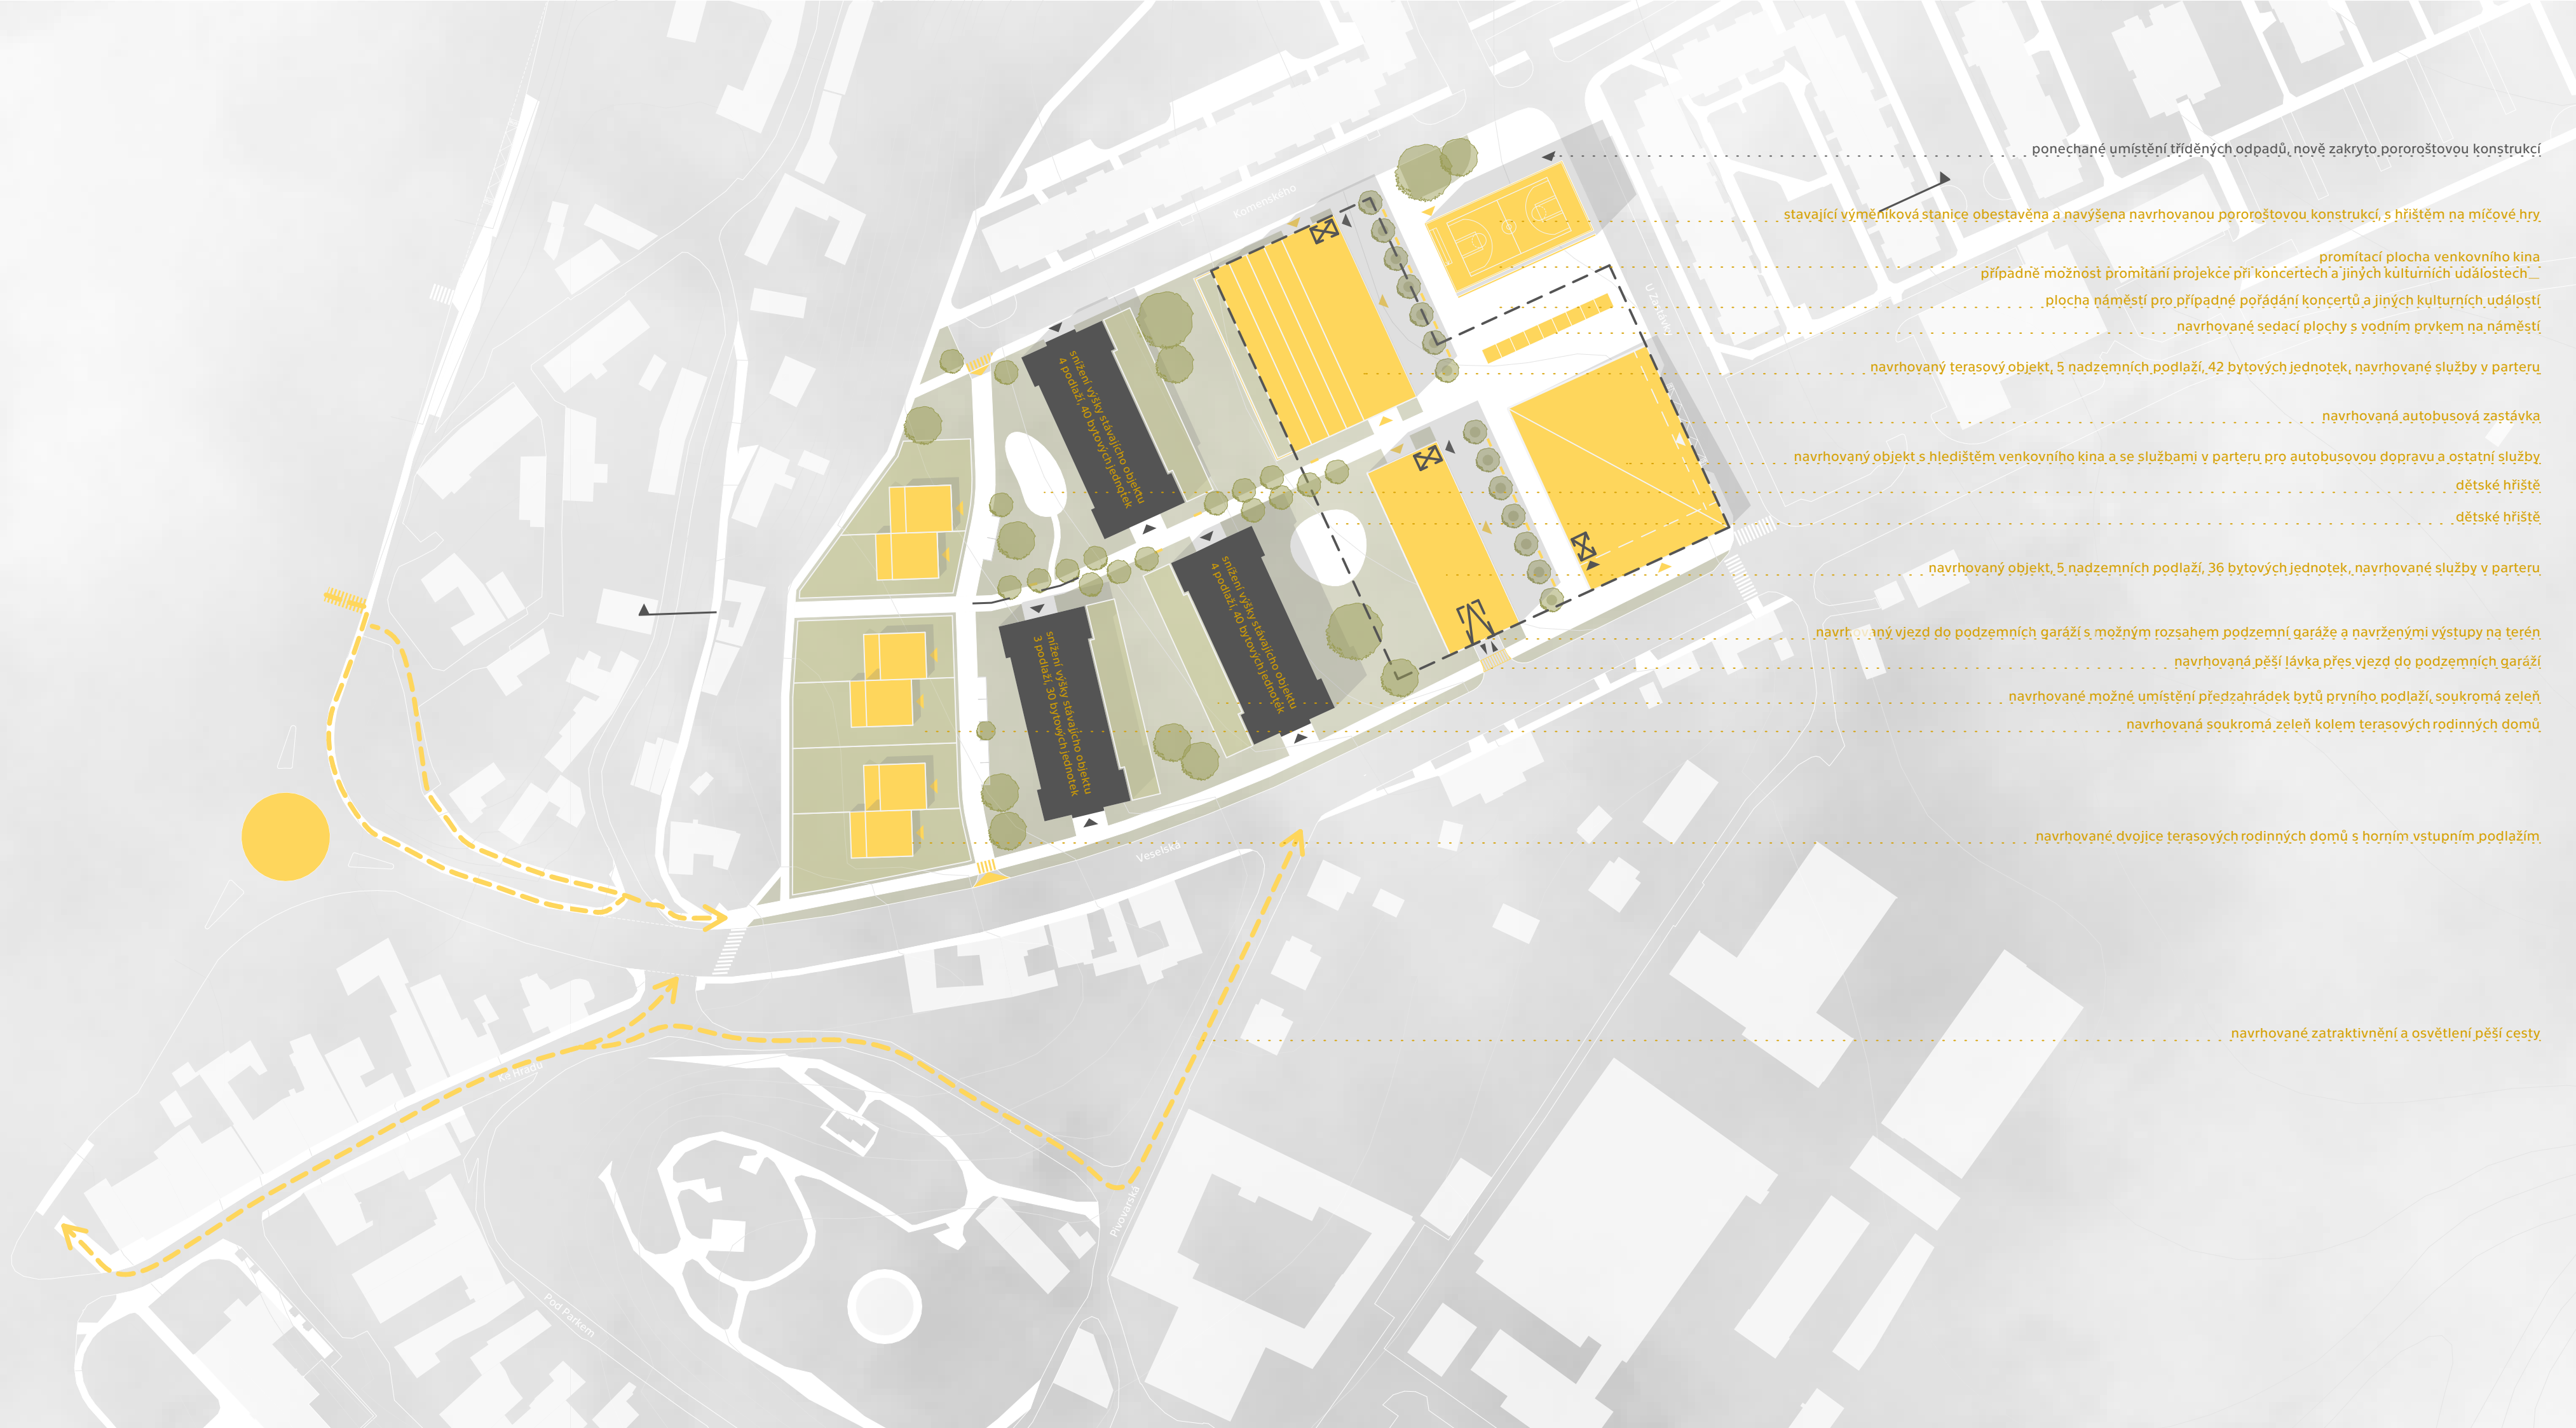 ponechané umístění tříděných odpadů, nově zakryto pororoštovou konstrukcí
stavající výměníková stanice obestavěna a navýšena navrhovanou pororoštovou konstrukcí, s hřištěm na míčové hry
promítací plocha venkovního kina
případně možnost promítání projekce při koncertech a jiných kulturních událostech__
plocha náměstí pro případné pořádání koncertů a jiných kulturních událostí
navrhované sedací plochy s vodním prvkem na náměstí
navrhovaný terasový objekt, 5 nadzemních podlaží, 42 bytových jednotek, navrhované služby v parteru
navrhovaná autobusová zastávka
navrhovaný objekt s hledištěm venkovního kina a se službami v parteru pro autobusovou dopravu a ostatní služby
dětské hřiště
dětské hřiště
navrhovaný objekt, 5 nadzemních podlaží, 36 bytových jednotek, navrhované služby v parteru
navrhovaný vjezd do podzemních garáží s možným rozsahem podzemní garáže a navrženými výstupy na terén
navrhovaná pěší lávka přes vjezd do podzemních garáží
navrhované možné umístění předzahrádek bytů prvního podlaží, soukromá zeleň
navrhovaná soukromá zeleň kolem terasových rodinných domů
navrhované dvojice terasových rodinných domů s horním vstupním podlažím
navrhované zatraktivnění a osvětlení pěší cesty
Komenského
snížení výšky stávajícho objektu
4 podlaží, 40 bytových jednotek
snížení výšky stávajícho objektu
4 podlaží, 40 bytových jednotek
snížení výšky stávajícho objektu
3 podlaží, 30 bytových jednotek
Veselská
Ke Hradu
Pivovarská
Pod Parkem